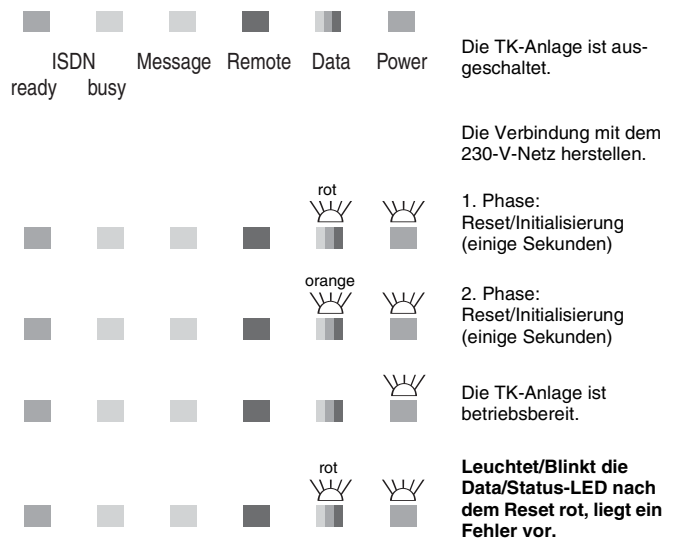 Die TK-Anlage ist aus-
geschaltet.
ISDN Message Remote Data Power
ready busy
Die Verbindung mit dem
230-V-Netz herstellen.
rot
1. Phase:
Reset/Initialisierung
(einige Sekunden)
orange
2. Phase:
Reset/Initialisierung
(einige Sekunden)
Die TK-Anlage ist
betriebsbereit.
rot
Leuchtet/Blinkt die
Data/Status-LED nach
dem Reset rot, liegt ein
Fehler vor.